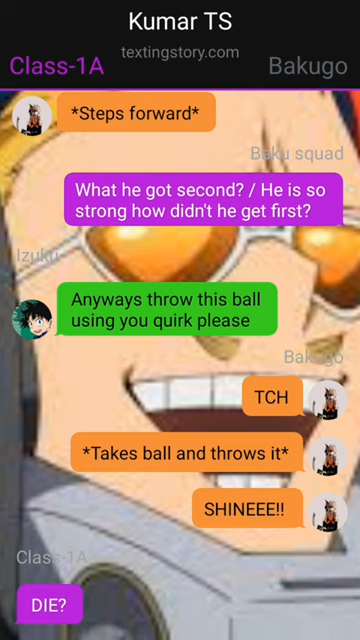 Kumar TS
textingstory.com
Class-1A
Bakugo
*Steps forward*
Baku squad
What he got second? / He is so
strong how didn't he get first?
Izuku
Anyways throw this ball
using you quirk please
Bakugo
TCH
*Takes ball and throws it*
SHINEEE!!
Class-1A
DIE?